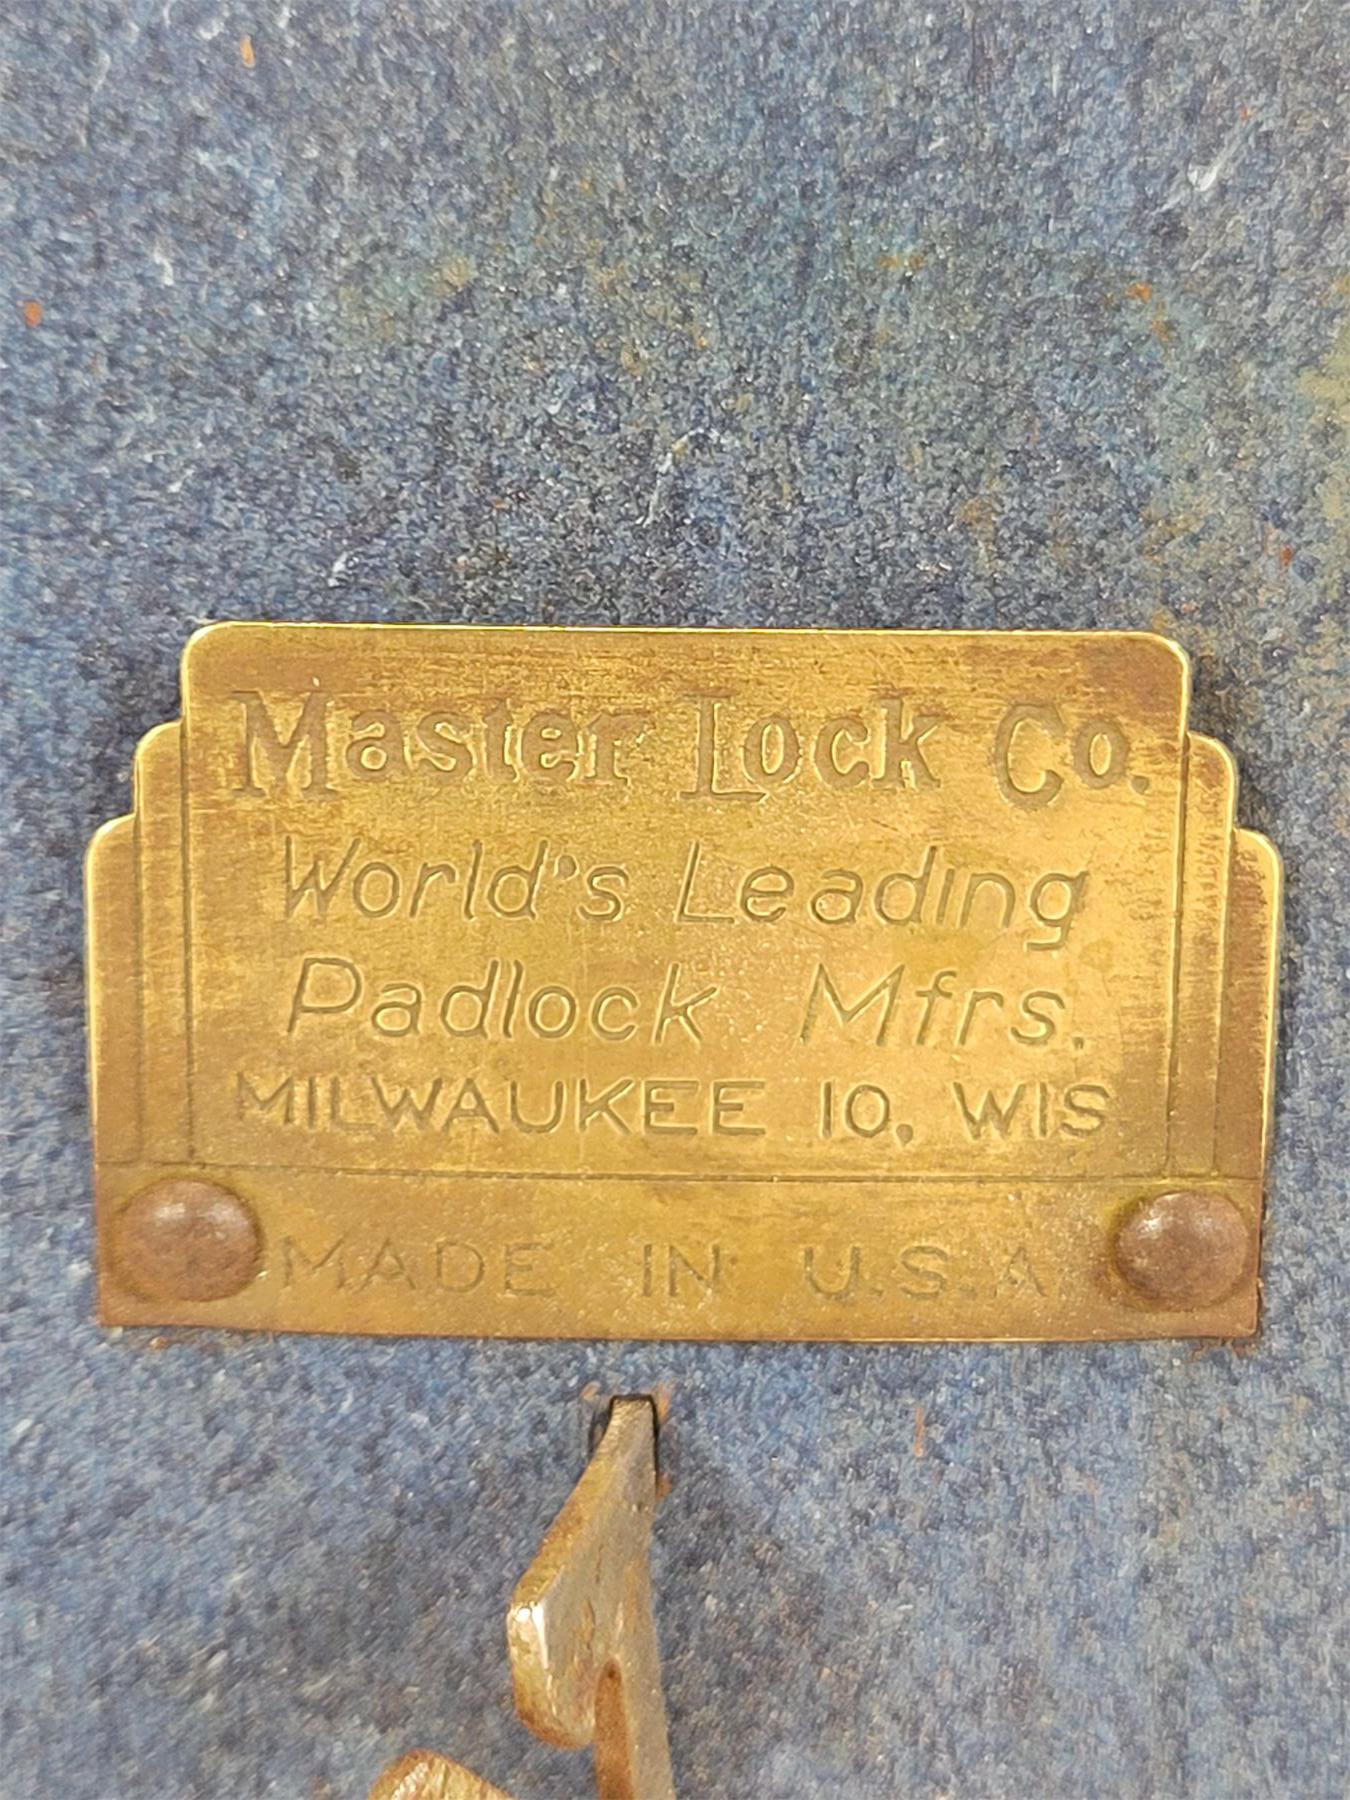 Master Lock Co.
World's Leading
Padlock Mfrs.
MILWAUKEE 10, WIS
MADE IN U.S.A.